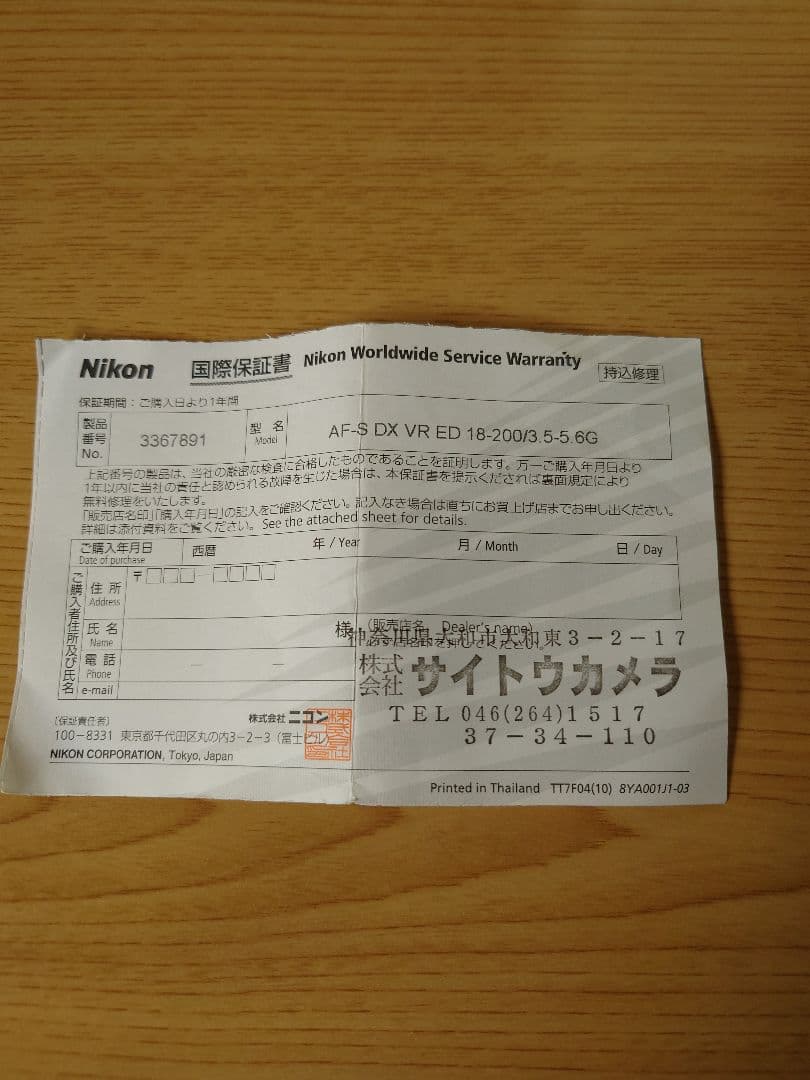 Nikon 国際保証書 Nikon Worldwide Service Warranty 持込修理
保証期間：ご購入日より1年間
製品番号 No. 3367891 型名 Model AF-S DX VR ED 18-200/3.5-5.6G
上記番号の製品は、当社の厳密な検査に合格したものであることを証明します。万一ご購入年月日より
1年以内に当社の責任と認められる故障を生じた場合は、本保証書を提示くだされば裏面規定により
無料修理をいたします。
「販売店名印」「購入年月日」の記入をご確認ください。記入なき場合は直ちにお買上げ店までお申し出ください。
詳細は添付資料をご覧ください。See the attached sheet for details.
ご購入年月日 西暦 年 / Year 月 / Month 日 / Day
Date of purchase
ご購入者住所及び氏名
住所 〒
Address
氏名 様 (販売店名 Dealer's name)
Name
神奈川県大和市大和東3－2－17
電話
Phone
株式会社 サイトウカメラ
e-mail
TEL 046(264)1517
37－34－110
〔保証責任者〕 株式会社 ニコン
100－8331 東京都千代田区丸の内3－2－3（富士ビル）
NIKON CORPORATION, Tokyo, Japan
Printed in Thailand TT7F04(10) 8YA001J1-03